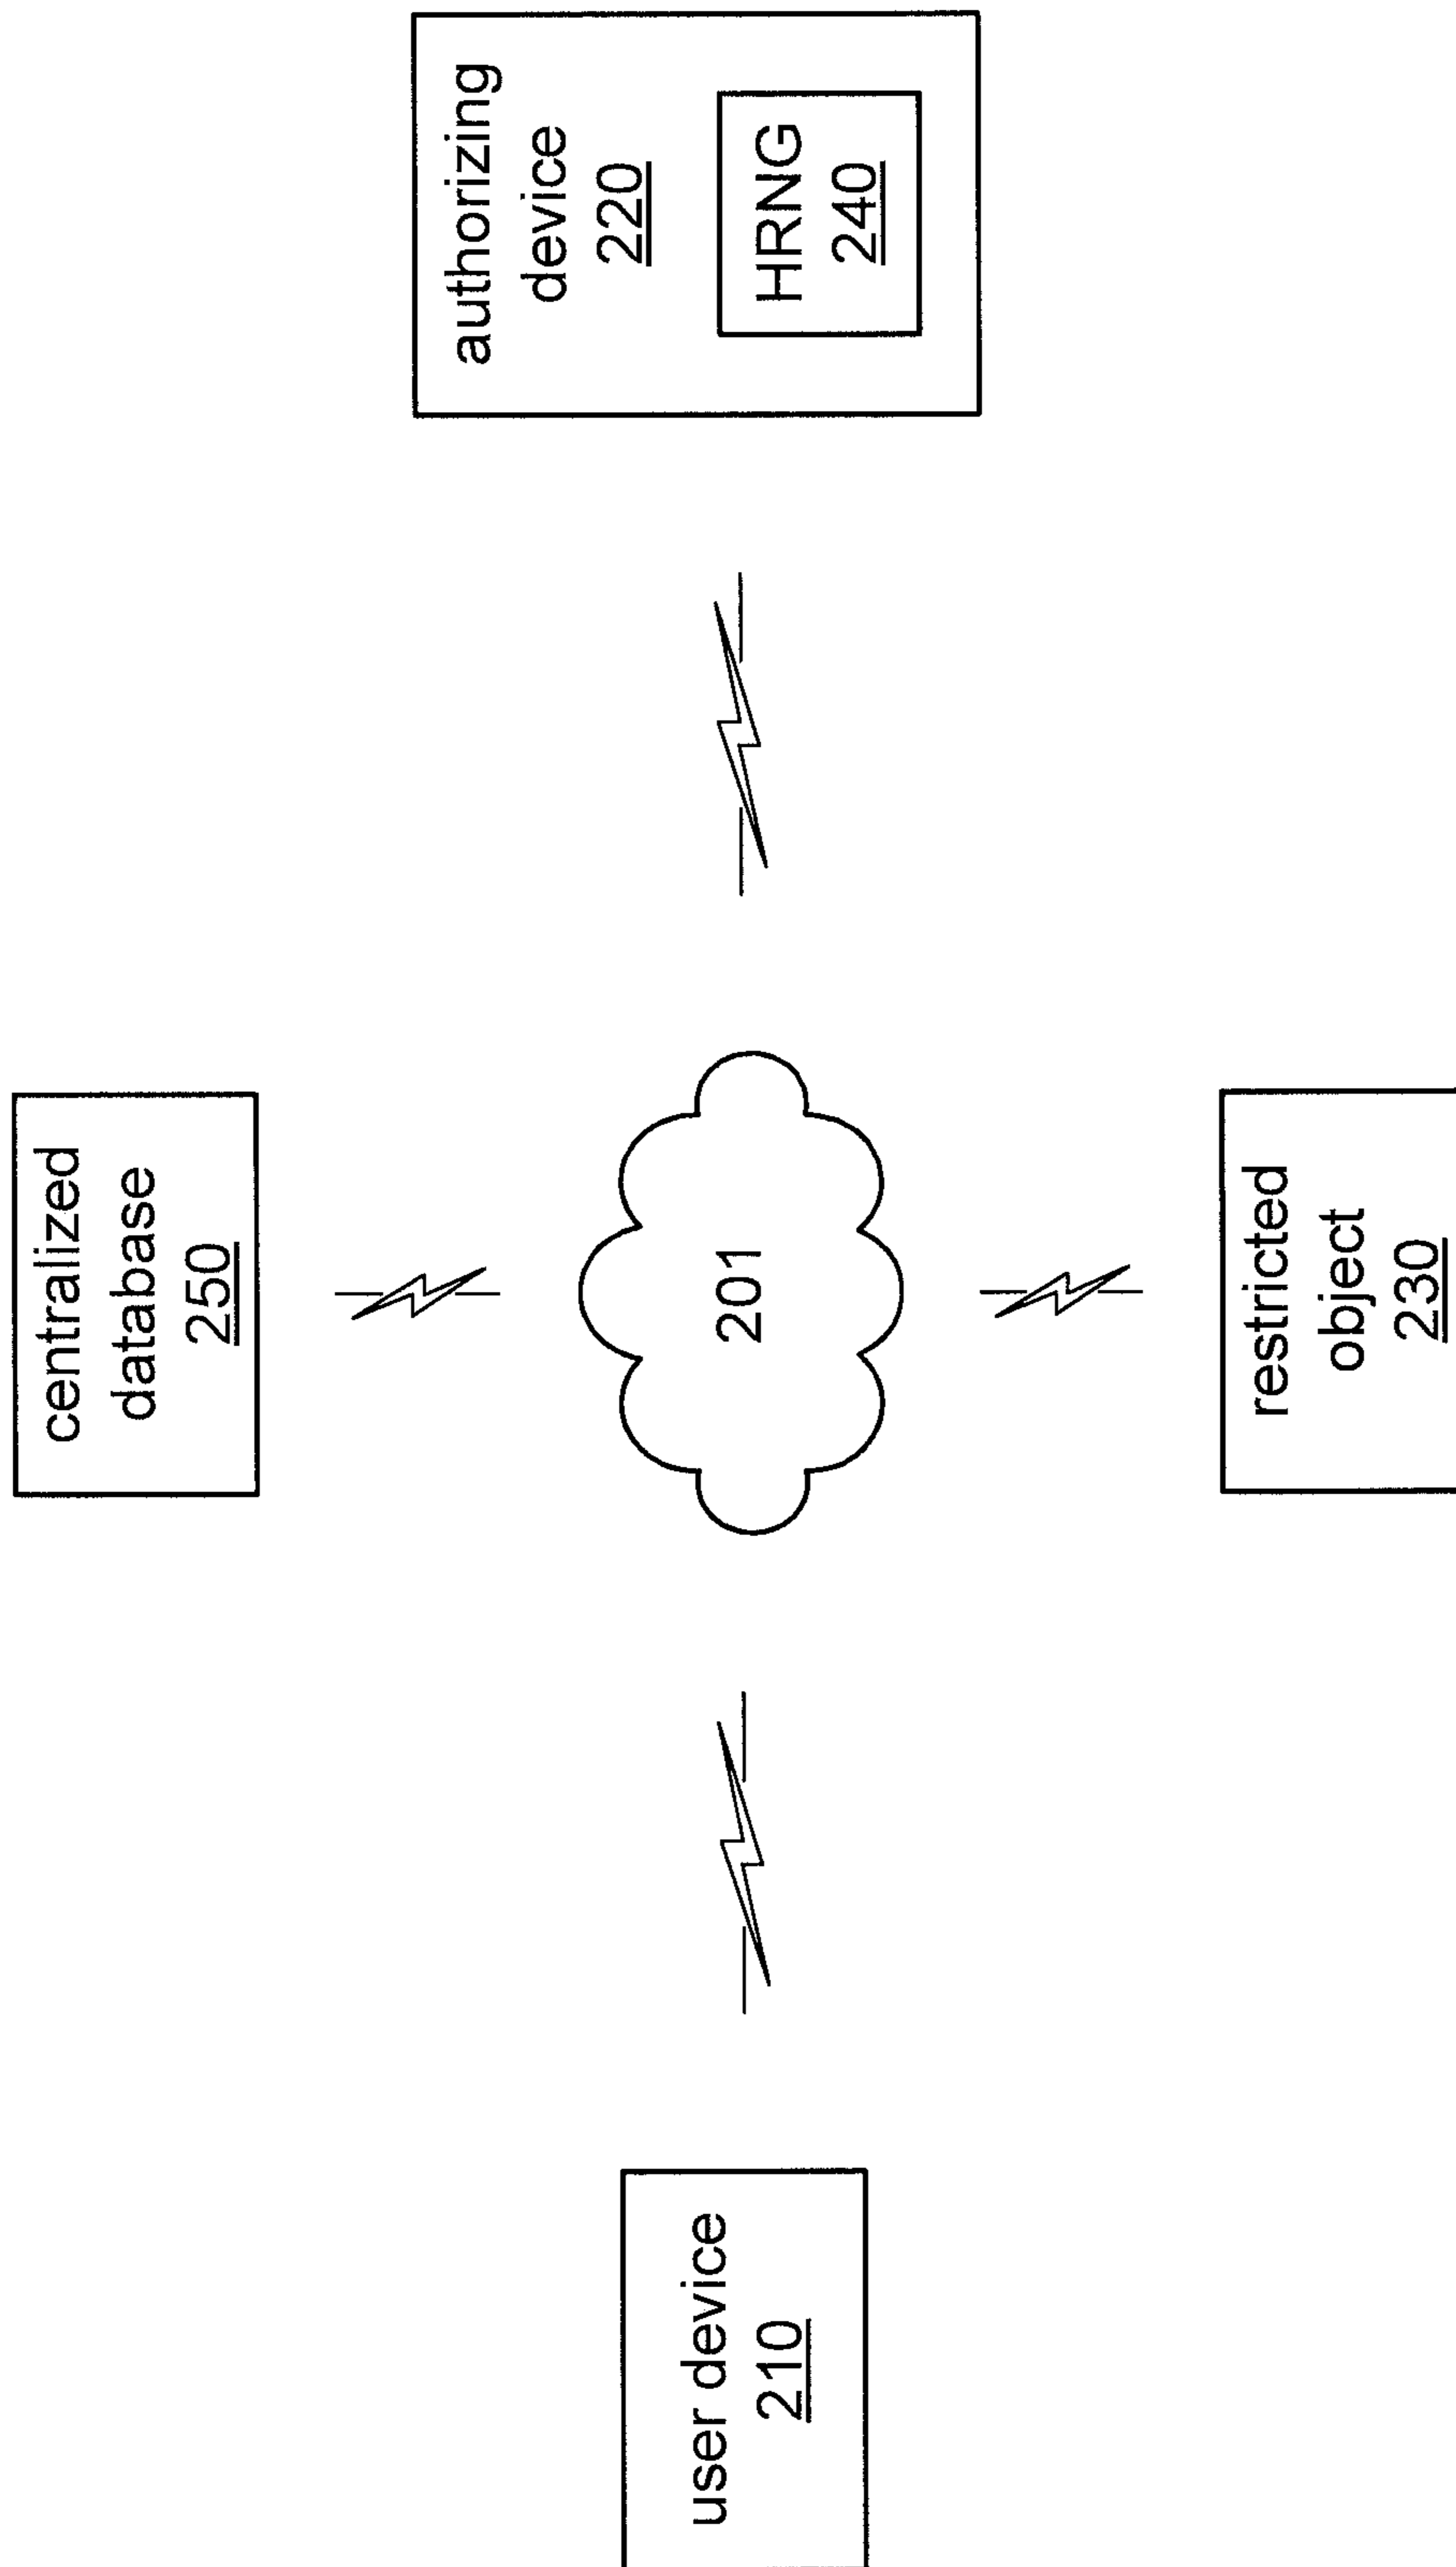 centralized
database
250
user device
210
201
authorizing
device
220
HRNG
240
restricted
object
230